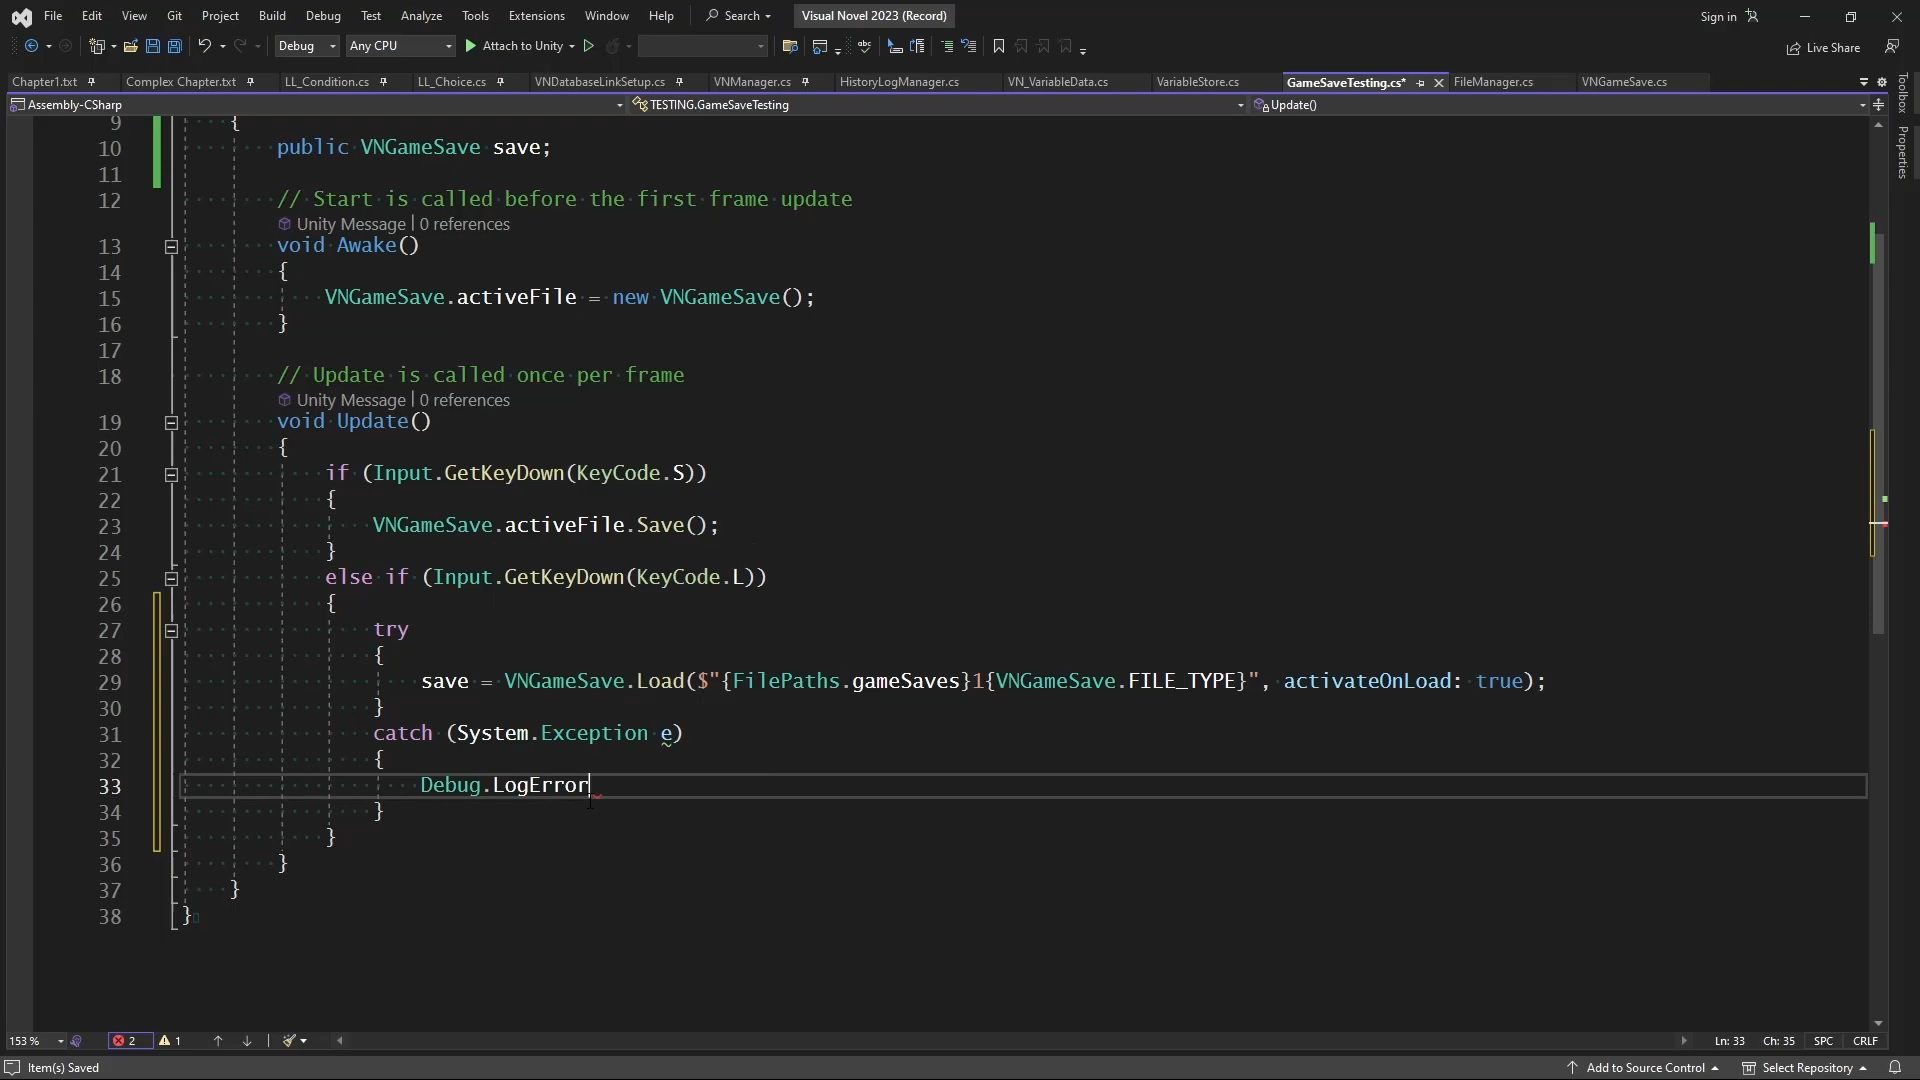 File Edit View Git Project Build Debug Test Analyze Tools Extensions Window Help Search Visual Novel 2023 (Record) Sign in
Debug Any CPU Attach to Unity Live Share
Chapter1.txt Complex Chapter.txt LL_Condition.cs LL_Choice.cs VNDatabaseLinkSetup.cs VNManager.cs HistoryLogManager.cs VN_VariableData.cs VariableStore.cs GameSaveTesting.cs* FileManager.cs VNGameSave.cs
Assembly-CSharp TESTING.GameSaveTesting Update()
Toolbox
Properties
9 {
10 public VNGameSave save;
11
12 // Start is called before the first frame update
Unity Message | 0 references
13 void Awake()
14 {
15 VNGameSave.activeFile = new VNGameSave();
16 }
17
18 // Update is called once per frame
Unity Message | 0 references
19 void Update()
20 {
21 if (Input.GetKeyDown(KeyCode.S))
22 {
23 VNGameSave.activeFile.Save();
24 }
25 else if (Input.GetKeyDown(KeyCode.L))
26 {
27 try
28 {
29 save = VNGameSave.Load($"{FilePaths.gameSaves}1{VNGameSave.FILE_TYPE}", activateOnLoad: true);
30 }
31 catch (System.Exception e)
32 {
33 Debug.LogError
34 }
35 }
36 }
37 }
38 }
153 % 2 1 Ln: 33 Ch: 35 SPC CRLF
Item(s) Saved Add to Source Control Select Repository